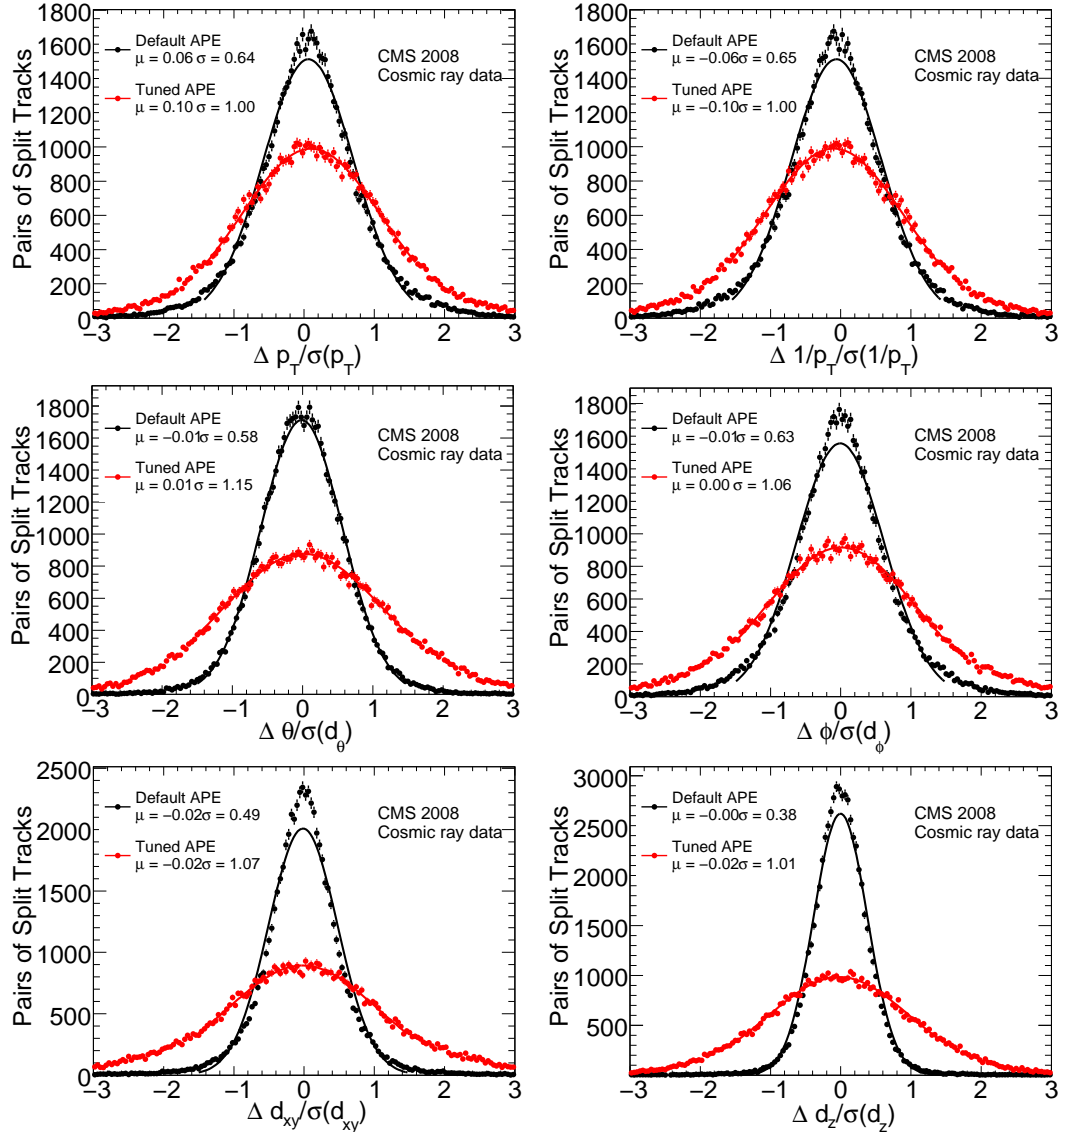 1800
1600
1400
1200
1000
800
600
400
200
0
Pairs of Split Tracks
Default APE
μ = 0.06 σ = 0.64
Tuned APE
μ = 0.10 σ = 1.00
CMS 2008
Cosmic ray data
−3 −2 −1 0 1 2 3
Δ p_T/σ(p_T)
1800
1600
1400
1200
1000
800
600
400
200
0
Pairs of Split Tracks
Default APE
μ = −0.06σ = 0.65
Tuned APE
μ = −0.10σ = 1.00
CMS 2008
Cosmic ray data
−3 −2 −1 0 1 2 3
Δ 1/p_T/σ(1/p_T)
1800
1600
1400
1200
1000
800
600
400
200
0
Pairs of Split Tracks
Default APE
μ = −0.01σ = 0.58
Tuned APE
μ = 0.01σ = 1.15
CMS 2008
Cosmic ray data
−3 −2 −1 0 1 2 3
Δ θ/σ(d_θ)
1800
1600
1400
1200
1000
800
600
400
200
0
Pairs of Split Tracks
Default APE
μ = −0.01σ = 0.63
Tuned APE
μ = 0.00 σ = 1.06
CMS 2008
Cosmic ray data
−3 −2 −1 0 1 2 3
Δ ϕ/σ(d_ϕ)
2500
2000
1500
1000
500
0
Pairs of Split Tracks
Default APE
μ = −0.02σ = 0.49
Tuned APE
μ = −0.02σ = 1.07
CMS 2008
Cosmic ray data
−3 −2 −1 0 1 2 3
Δ d_xy/σ(d_xy)
3000
2500
2000
1500
1000
500
Pairs of Split Tracks
Default APE
μ = −0.00σ = 0.38
Tuned APE
μ = −0.02σ = 1.01
CMS 2008
Cosmic ray data
−3 −2 −1 0 1 2 3
Δ d_z/σ(d_z)